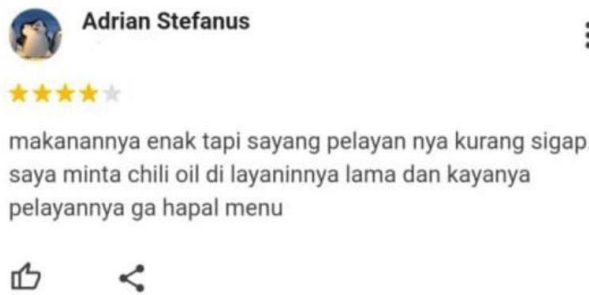 Adrian Stefanus
makanannya enak tapi sayang pelayan nya kurang sigap.
saya minta chili oil di layaninnya lama dan kayanya
pelayannya ga hapal menu